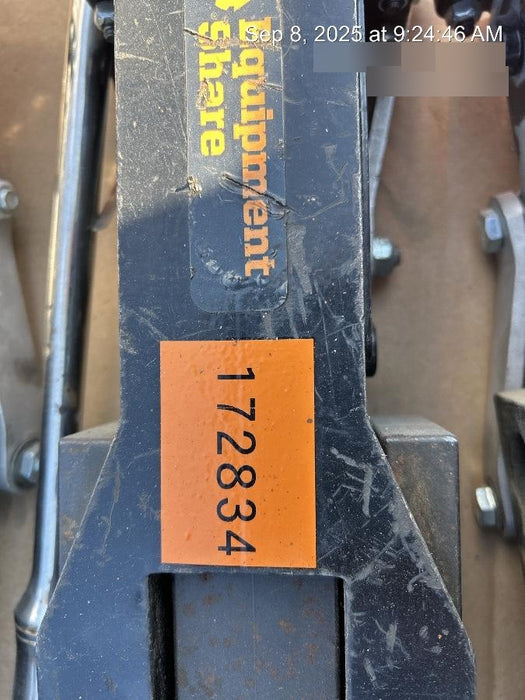 Sep 8, 2025 at 9:24:46 AM
Equipment
Share
172834